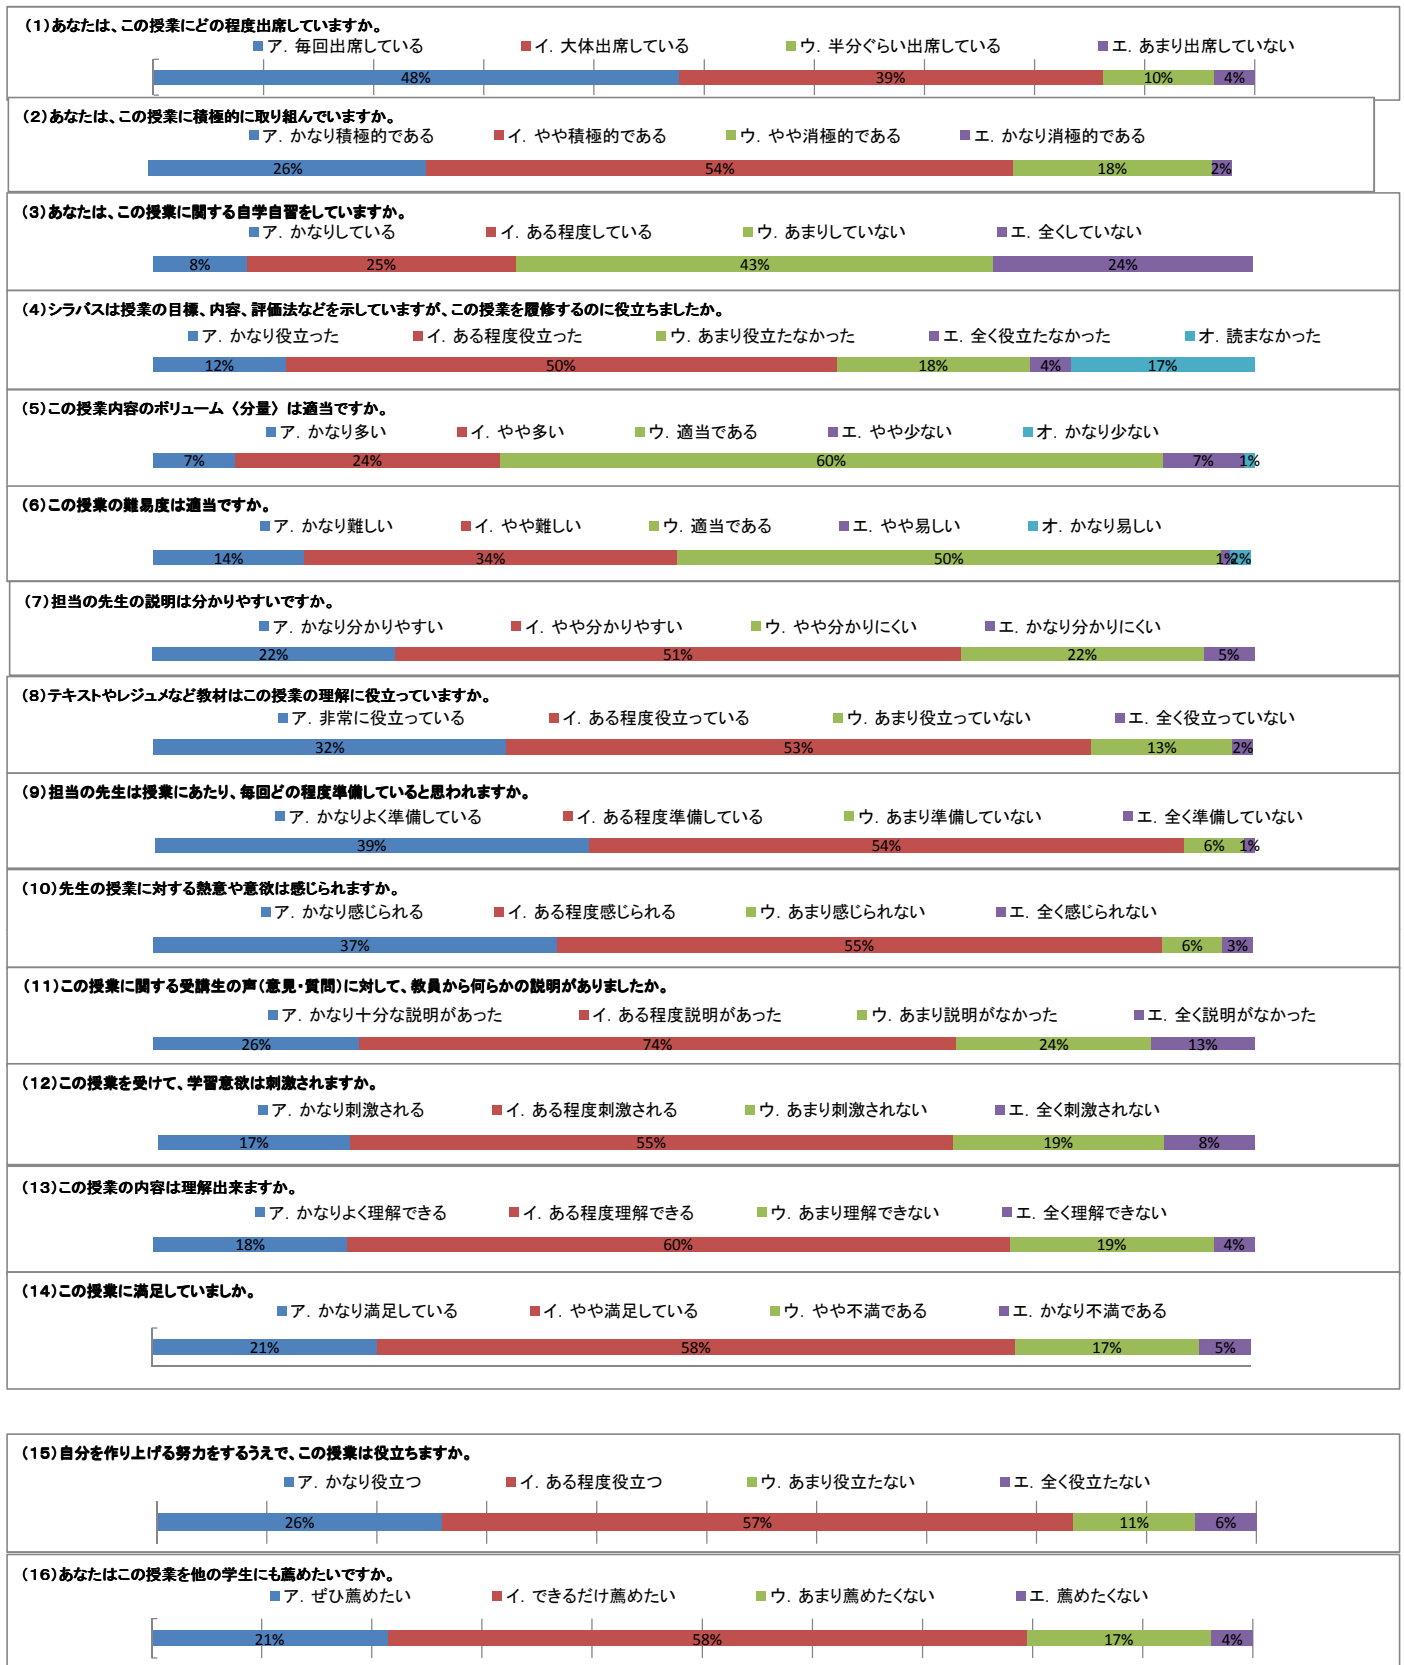 (1)あなたは、この授業にどの程度出席していますか。
ア. 毎回出席している イ. 大体出席している ウ. 半分ぐらい出席している エ. あまり出席していない
48% 39% 10% 4%
(2)あなたは、この授業に積極的に取り組んでいますか。
ア. かなり積極的である イ. やや積極的である ウ. やや消極的である エ. かなり消極的である
26% 54% 18% 2%
(3)あなたは、この授業に関する自学自習をしていますか。
ア. かなりしている イ. ある程度している ウ. あまりしていない エ. 全くしていない
8% 25% 43% 24%
(4)シラバスは授業の目標、内容、評価法などを示していますが、この授業を履修するのに役立ちましたか。
ア. かなり役立った イ. ある程度役立った ウ. あまり役立たなかった エ. 全く役立たなかった オ. 読まなかった
12% 50% 18% 4% 17%
(5)この授業内容のボリューム〈分量〉は適当ですか。
ア. かなり多い イ. やや多い ウ. 適当である エ. やや少ない オ. かなり少ない
7% 24% 60% 7% 1%
(6)この授業の難易度は適当ですか。
ア. かなり難しい イ. やや難しい ウ. 適当である エ. やや易しい オ. かなり易しい
14% 34% 50% 1% 2%
(7)担当の先生の説明は分かりやすいですか。
ア. かなり分かりやすい イ. やや分かりやすい ウ. やや分かりにくい エ. かなり分かりにくい
22% 51% 22% 5%
(8)テキストやレジュメなど教材はこの授業の理解に役立っていますか。
ア. 非常に役立っている イ. ある程度役立っている ウ. あまり役立っていない エ. 全く役立っていない
32% 53% 13% 2%
(9)担当の先生は授業にあたり、毎回どの程度準備していると思われますか。
ア. かなりよく準備している イ. ある程度準備している ウ. あまり準備していない エ. 全く準備していない
39% 54% 6% 1%
(10)先生の授業に対する熱意や意欲は感じられますか。
ア. かなり感じられる イ. ある程度感じられる ウ. あまり感じられない エ. 全く感じられない
37% 55% 6% 3%
(11)この授業に関する受講生の声(意見・質問)に対して、教員から何らかの説明がありましたか。
ア. かなり十分な説明があった イ. ある程度説明があった ウ. あまり説明がなかった エ. 全く説明がなかった
26% 74% 24% 13%
(12)この授業を受けて、学習意欲は刺激されますか。
ア. かなり刺激される イ. ある程度刺激される ウ. あまり刺激されない エ. 全く刺激されない
17% 55% 19% 8%
(13)この授業の内容は理解出来ますか。
ア. かなりよく理解できる イ. ある程度理解できる ウ. あまり理解できない エ. 全く理解できない
18% 60% 19% 4%
(14)この授業に満足していましか。
ア. かなり満足している イ. やや満足している ウ. やや不満である エ. かなり不満である
21% 58% 17% 5%
(15)自分を作り上げる努力をするうえで、この授業は役立ちますか。
ア. かなり役立つ イ. ある程度役立つ ウ. あまり役立たない エ. 全く役立たない
26% 57% 11% 6%
(16)あなたはこの授業を他の学生にも薦めたいですか。
ア. ぜひ薦めたい イ. できるだけ薦めたい ウ. あまり薦めたくない エ. 薦めたくない
21% 58% 17% 4%